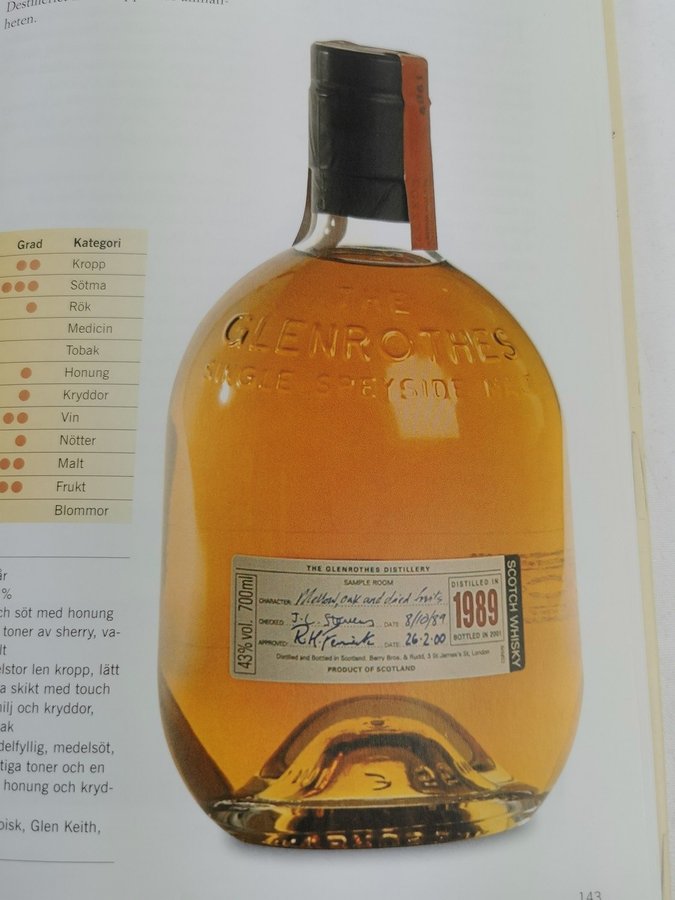 heten.
Grad Kategori
Kropp
Sötma
Rök
Medicin
Tobak
Honung
Kryddor
Vin
Nötter
Malt
Frukt
Blommor
%
ch söt med honung
toner av sherry, va-
lt
elstor len kropp, lätt
a skikt med touch
nilj och kryddor,
ak
delfyllig, medelsöt,
tiga toner och en
honung och kryd-
oisk, Glen Keith,
THE
GLENROTHES
SINGLE SPEYSIDE MALT
THE GLENROTHES DISTILLERY
SAMPLE ROOM
CHARACTER: Mellow, oak and dried fruits
CHECKED: J.L. Stevens DATE: 8/10/89
APPROVED: DATE: 26·2·00
Distilled and Bottled in Scotland, Berry Bros. & Rudd, 3 St James's St, London
PRODUCT OF SCOTLAND
43% vol. 700ml
DISTILLED IN
1989
BOTTLED IN 2001
SCOTCH WHISKY
143